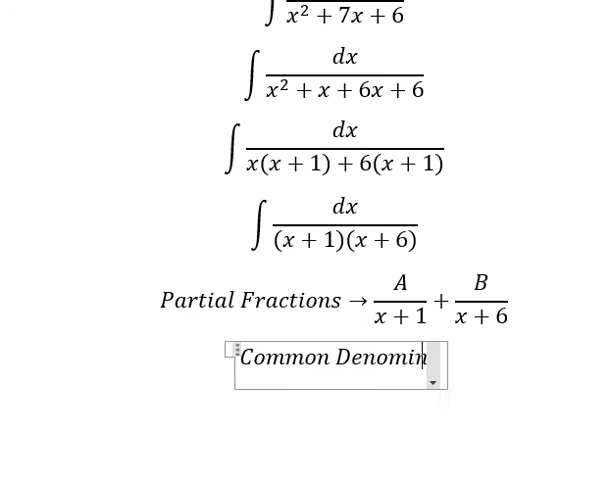 ∫ x² + 7x + 6
∫ dx / (x² + x + 6x + 6)
∫ dx / (x(x + 1) + 6(x + 1))
∫ dx / ((x + 1)(x + 6))
Partial Fractions → A / (x + 1) + B / (x + 6)
Common Denomin